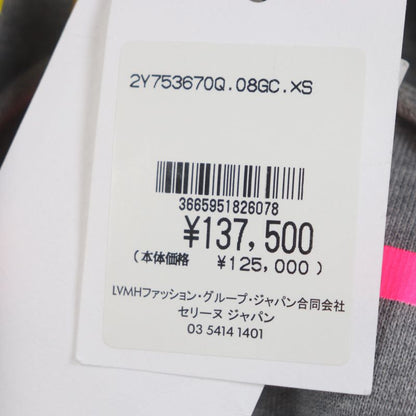 2Y753670Q.08GC.XS
3665951826078
¥137,500
(本体価格 ¥125,000)
LVMHファッション・グループ・ジャパン合同会社
セリーヌ ジャパン
03 5414 1401